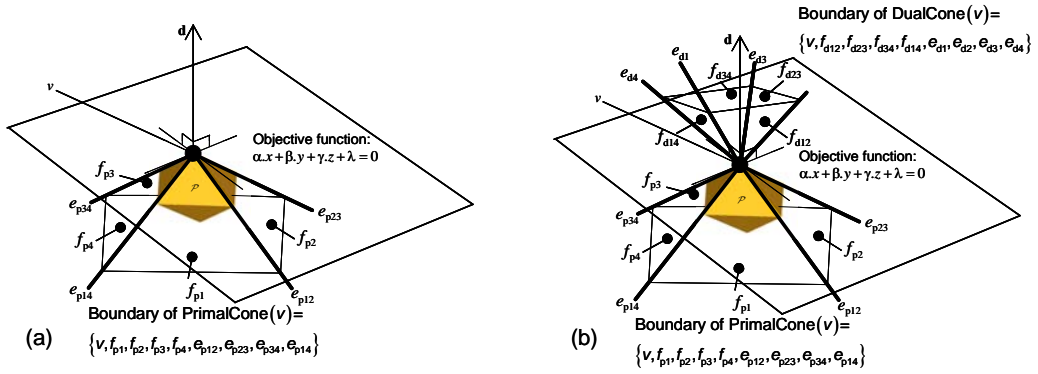 d
v
Objective function:
α.x+β.y+γ.z+λ=0
f_p3
e_p34
𝒫
e_p23
f_p4
f_p2
e_p14
f_p1
e_p12
Boundary of PrimalCone(v)=
(a)
{v,f_p1,f_p2,f_p3,f_p4,e_p12,e_p23,e_p34,e_p14}
Boundary of DualCone(v)=
{v,f_d12,f_d23,f_d34,f_d14,e_d1,e_d2,e_d3,e_d4}
d
e_d1
e_d3
e_d4
f_d34
f_d23
v
f_d14
f_d12
Objective function:
α.x+β.y+γ.z+λ=0
f_p3
e_p34
𝒫
e_p23
f_p4
f_p2
e_p14
f_p1
e_p12
Boundary of PrimalCone(v)=
(b)
{v,f_p1,f_p2,f_p3,f_p4,e_p12,e_p23,e_p34,e_p14}